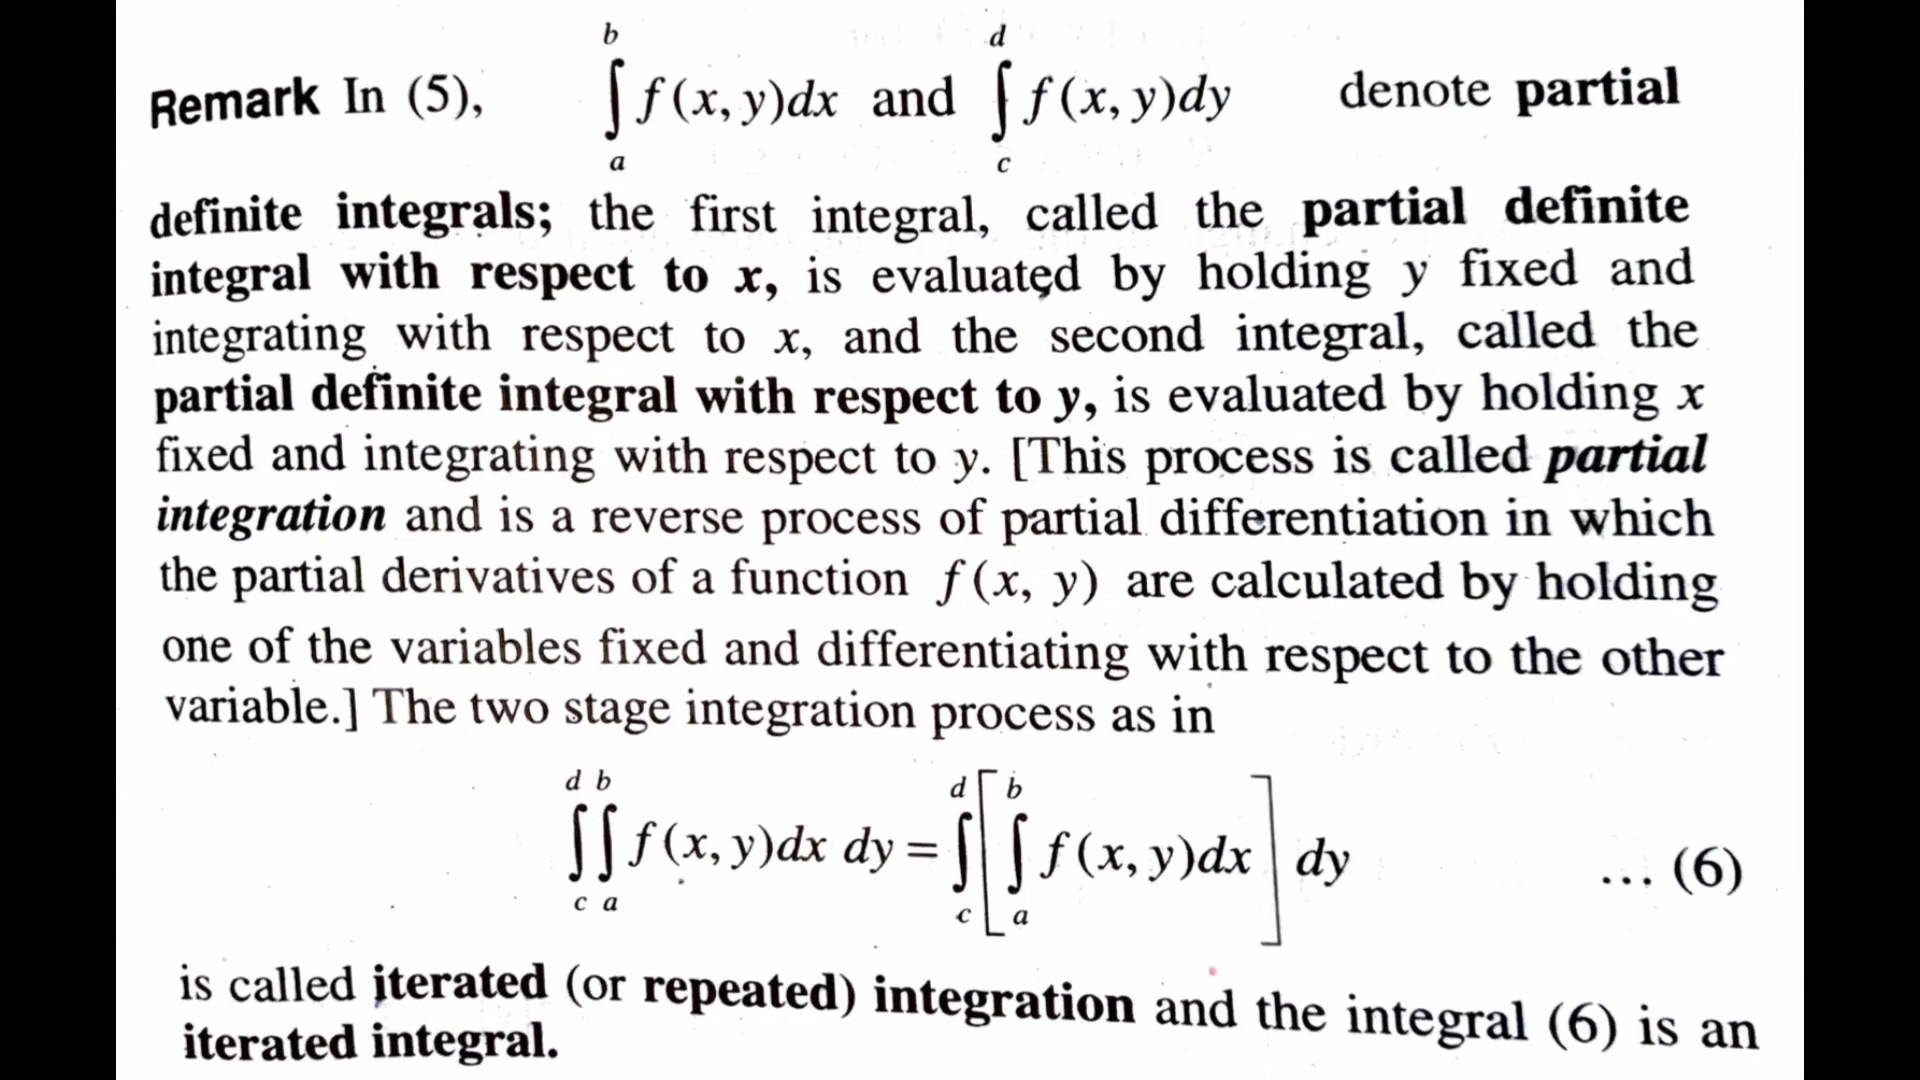 Remark In (5), \int_a^b f(x, y)dx and \int_c^d f(x, y)dy denote partial
definite integrals; the first integral, called the partial definite
integral with respect to x, is evaluated by holding y fixed and
integrating with respect to x, and the second integral, called the
partial definite integral with respect to y, is evaluated by holding x
fixed and integrating with respect to y. [This process is called partial
integration and is a reverse process of partial differentiation in which
the partial derivatives of a function f(x, y) are calculated by holding
one of the variables fixed and differentiating with respect to the other
variable.] The two stage integration process as in
\int_c^d \int_a^b f(x, y)dx dy = \int_c^d [ \int_a^b f(x, y)dx ] dy ... (6)
is called iterated (or repeated) integration and the integral (6) is an
iterated integral.